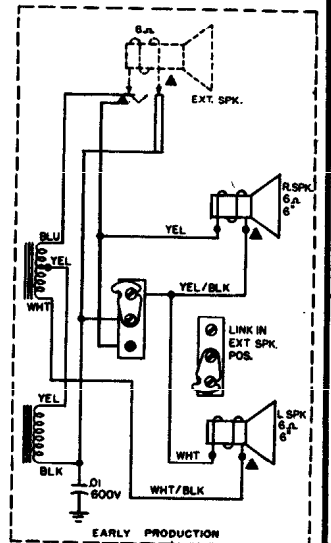 6Ω
EXT. SPK.
R.SPK.
6Ω
6"
BLU
YEL
YEL
YEL/BLK
WHT
LINK IN
EXT SPK.
POS.
YEL
L SPK
6Ω
6"
WHT
BLK
.01
600V
WHT/BLK
EARLY PRODUCTION